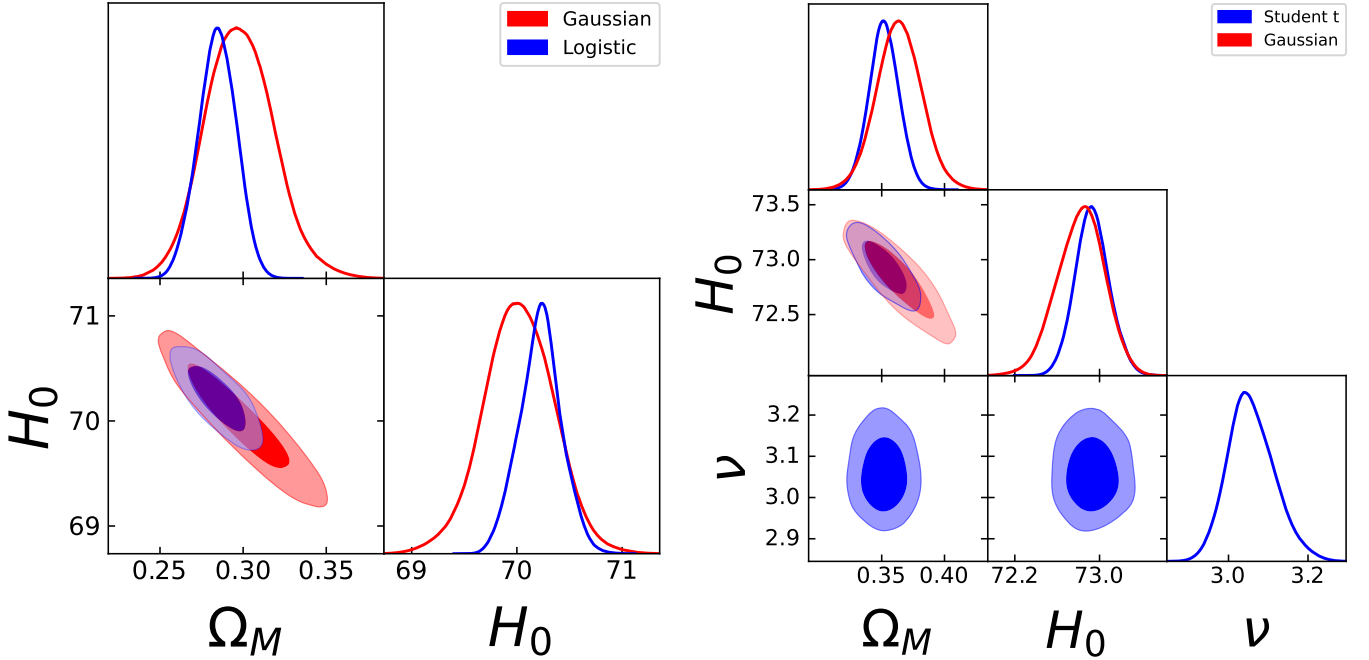 Gaussian
Logistic
71
70
69
H₀
0.25 0.30 0.35
69 70 71
Ω_M
H₀
Student t
Gaussian
73.5
73.0
72.5
H₀
3.2
3.1
3.0
2.9
ν
0.35 0.40
72.2 73.0
3.0 3.2
Ω_M
H₀
ν